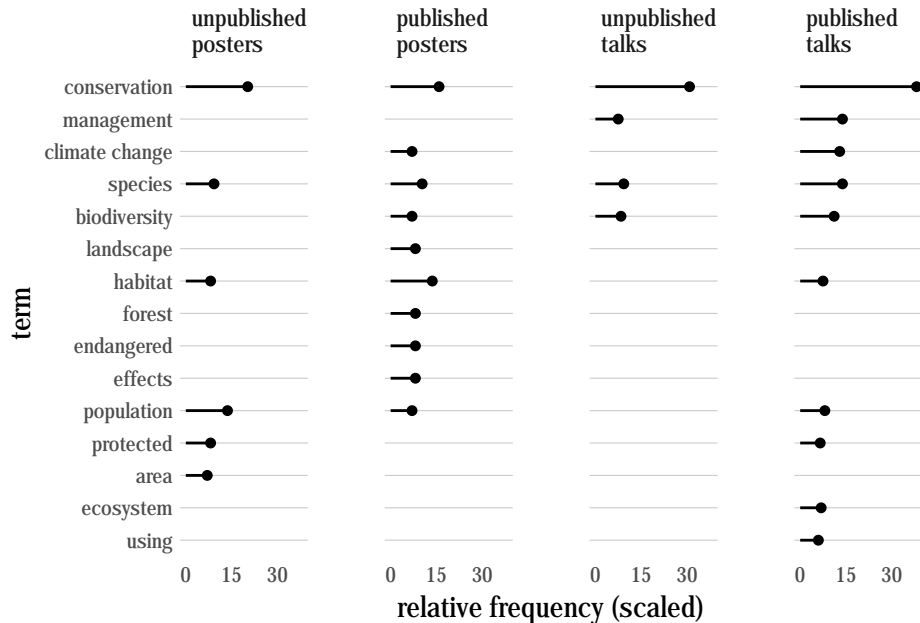 unpublished posters
published posters
unpublished talks
published talks
conservation
management
climate change
species
biodiversity
landscape
habitat
forest
endangered
effects
population
protected
area
ecosystem
using
term
0 15 30
0 15 30
0 15 30
0 15 30
relative frequency (scaled)